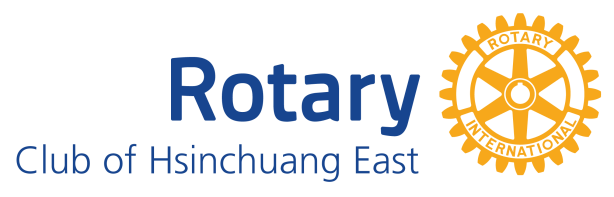 Rotary
Club of Hsinchuang East
ROTARY
INTERNATIONAL